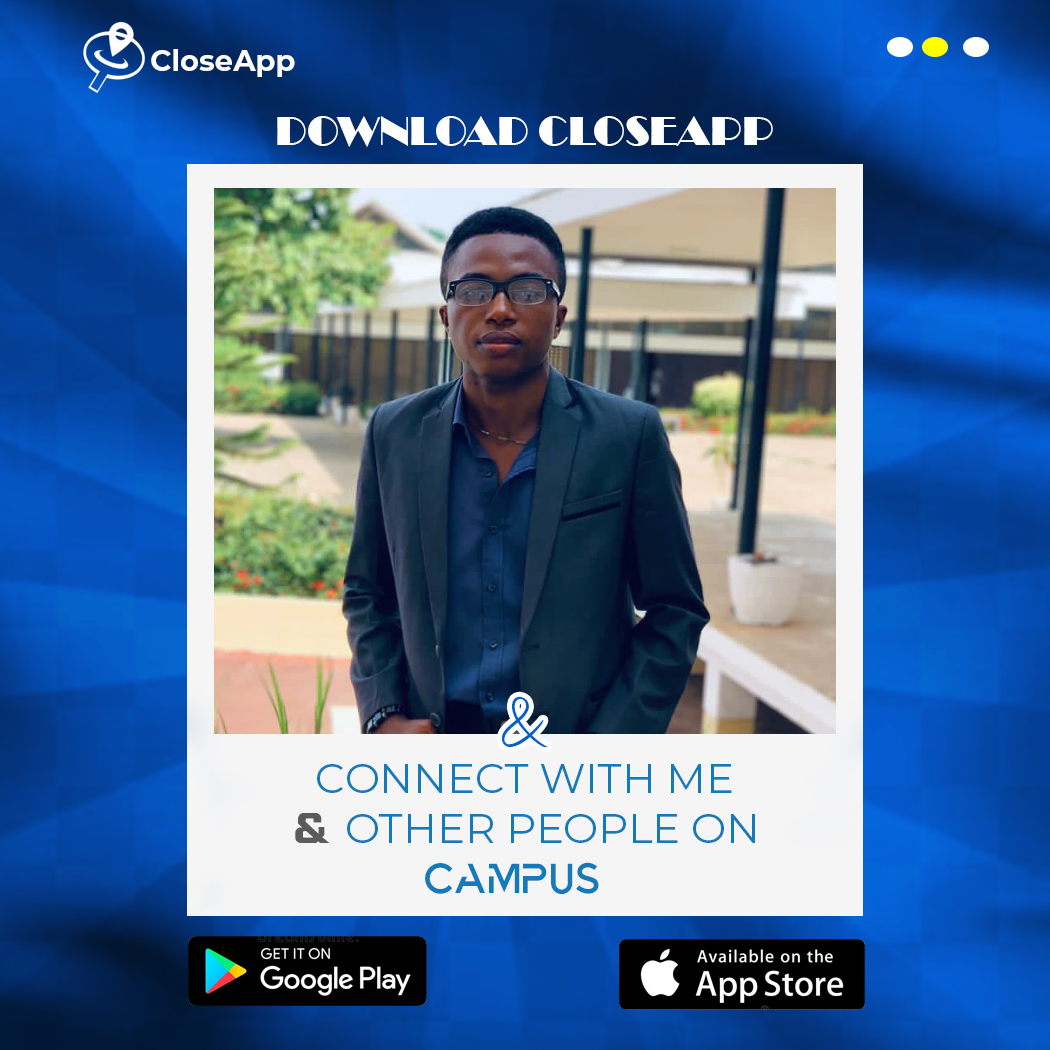 CloseApp
DOWNLOAD CLOSEAPP
&
CONNECT WITH ME
& OTHER PEOPLE ON
CAMPUS
GET IT ON
Google Play
Available on the
App Store